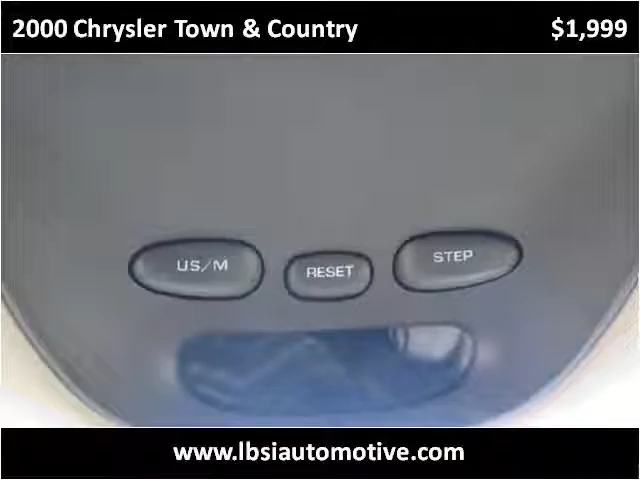 2000 Chrysler Town & Country $1,999
US/M RESET STEP
www.lbsiautomotive.com